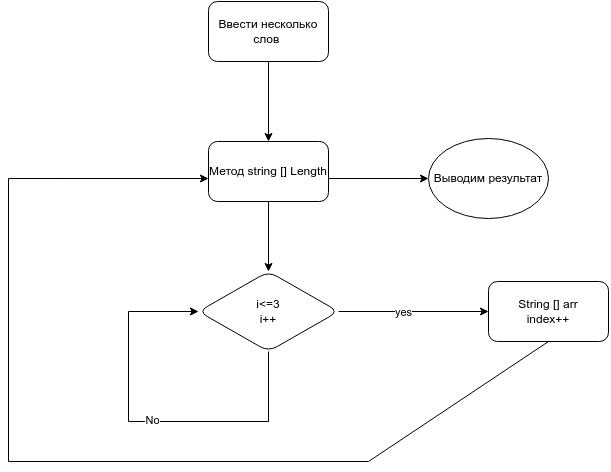 Ввести несколько
слов
Метод string [] Length
Выводим результат
i<=3
i++
yes
String [] arr
index++
No